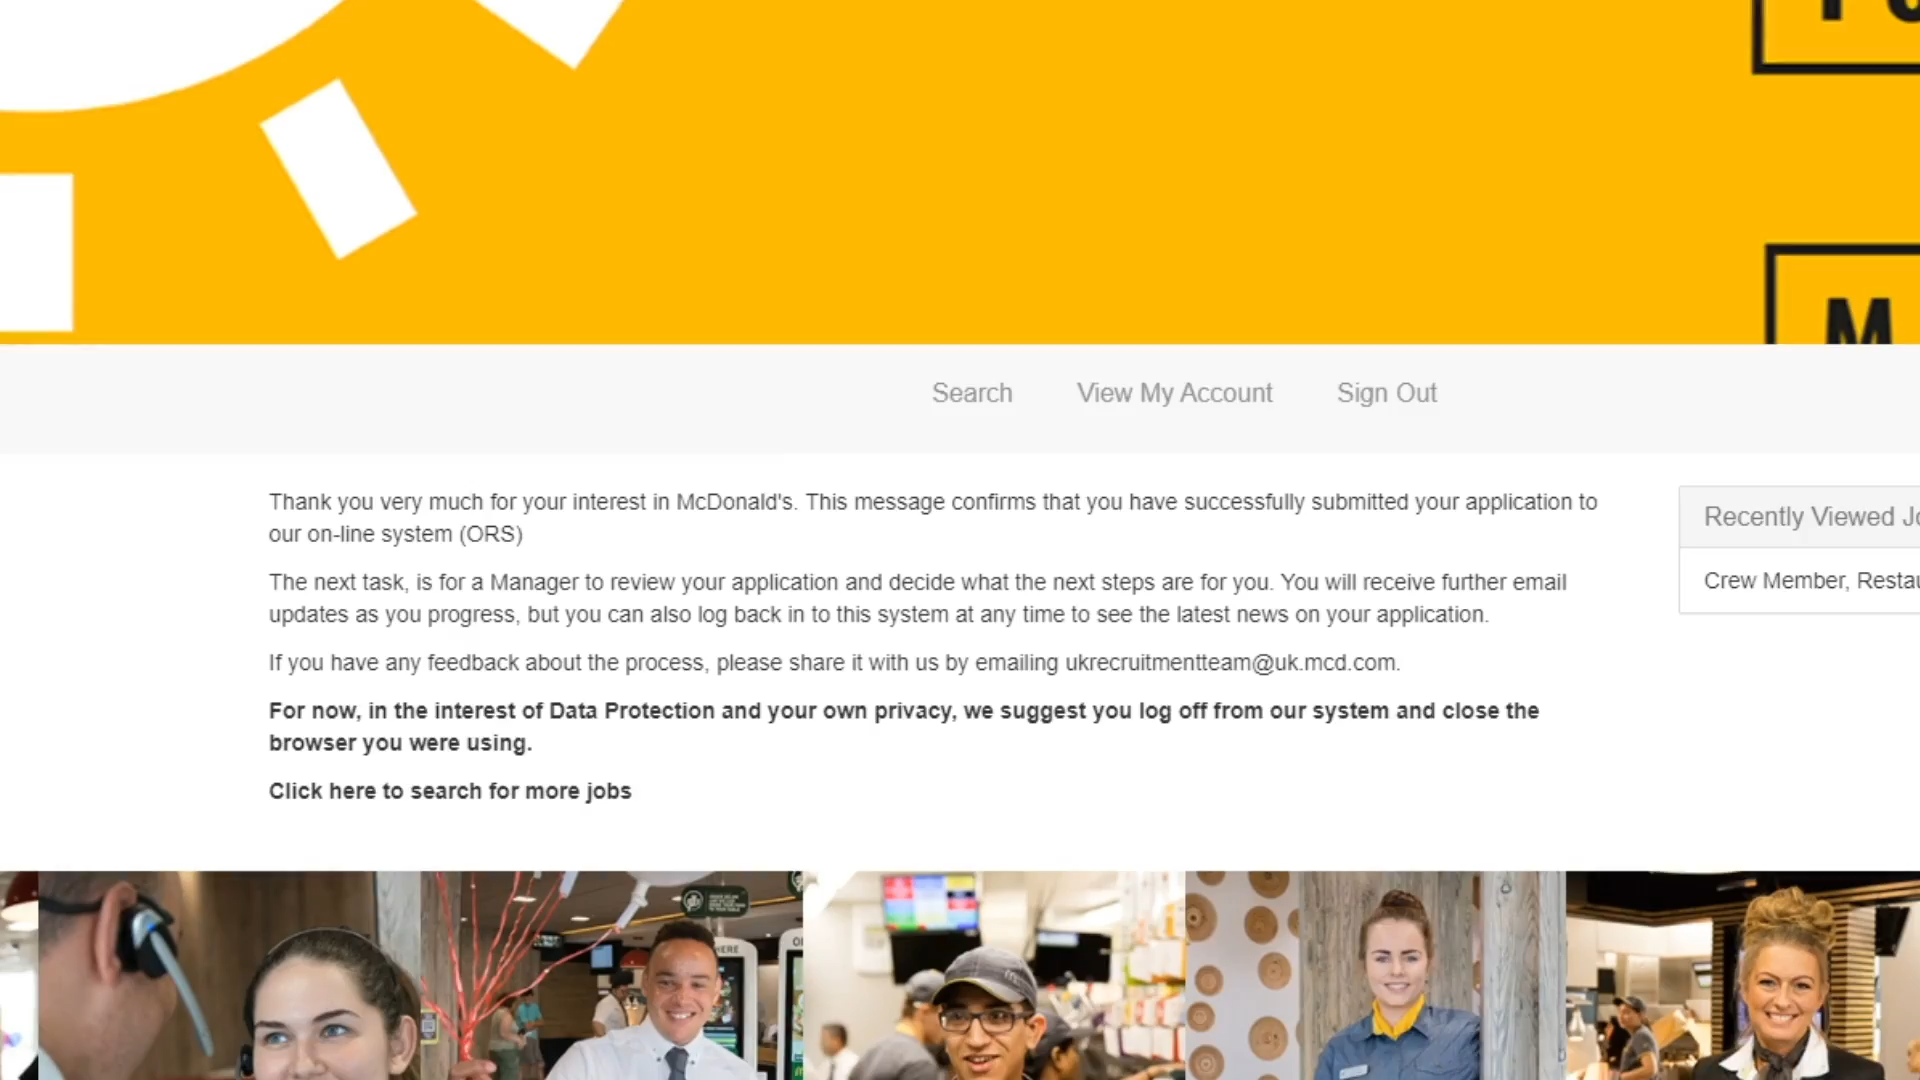 M
Search View My Account Sign Out
Thank you very much for your interest in McDonald's. This message confirms that you have successfully submitted your application to
our on-line system (ORS)
Recently Viewed
The next task, is for a Manager to review your application and decide what the next steps are for you. You will receive further email
updates as you progress, but you can also log back in to this system at any time to see the latest news on your application.
Crew Member,
If you have any feedback about the process, please share it with us by emailing ukrecruitmentteam@uk.mcd.com.
For now, in the interest of Data Protection and your own privacy, we suggest you log off from our system and close the
browser you were using.
Click here to search for more jobs